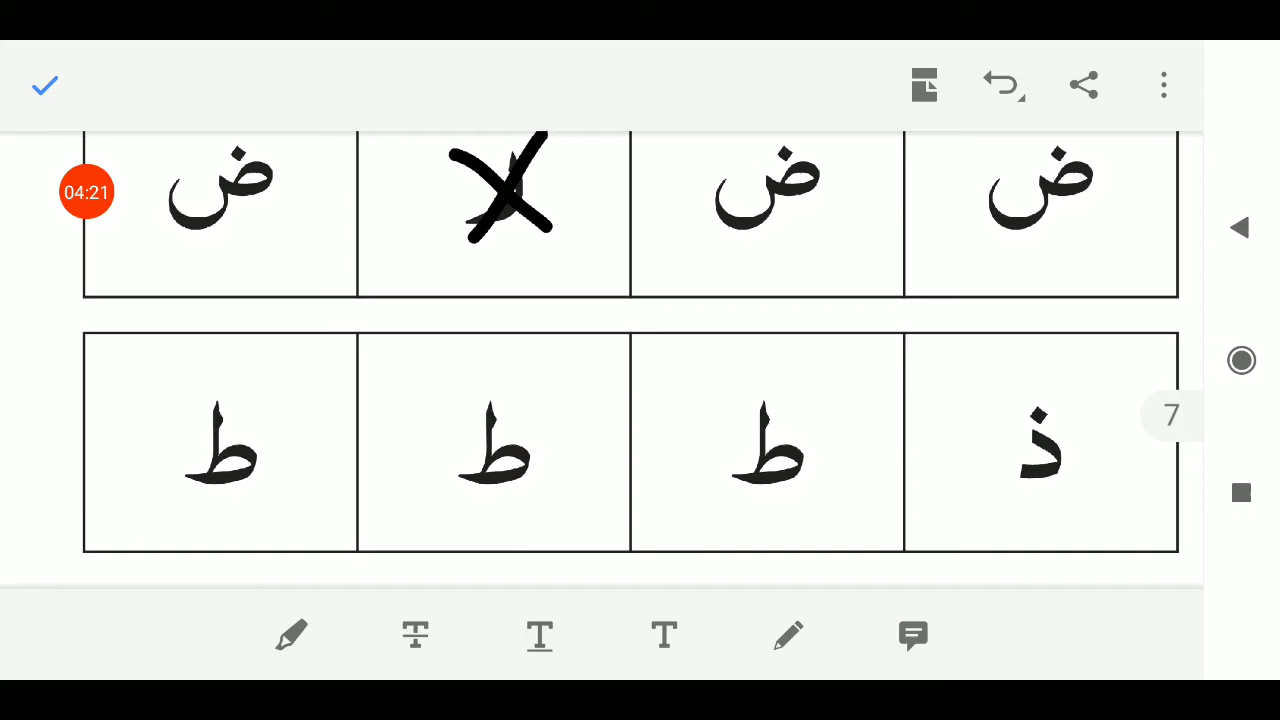 04:21
ض ض ض
ذ ط ط ط
7